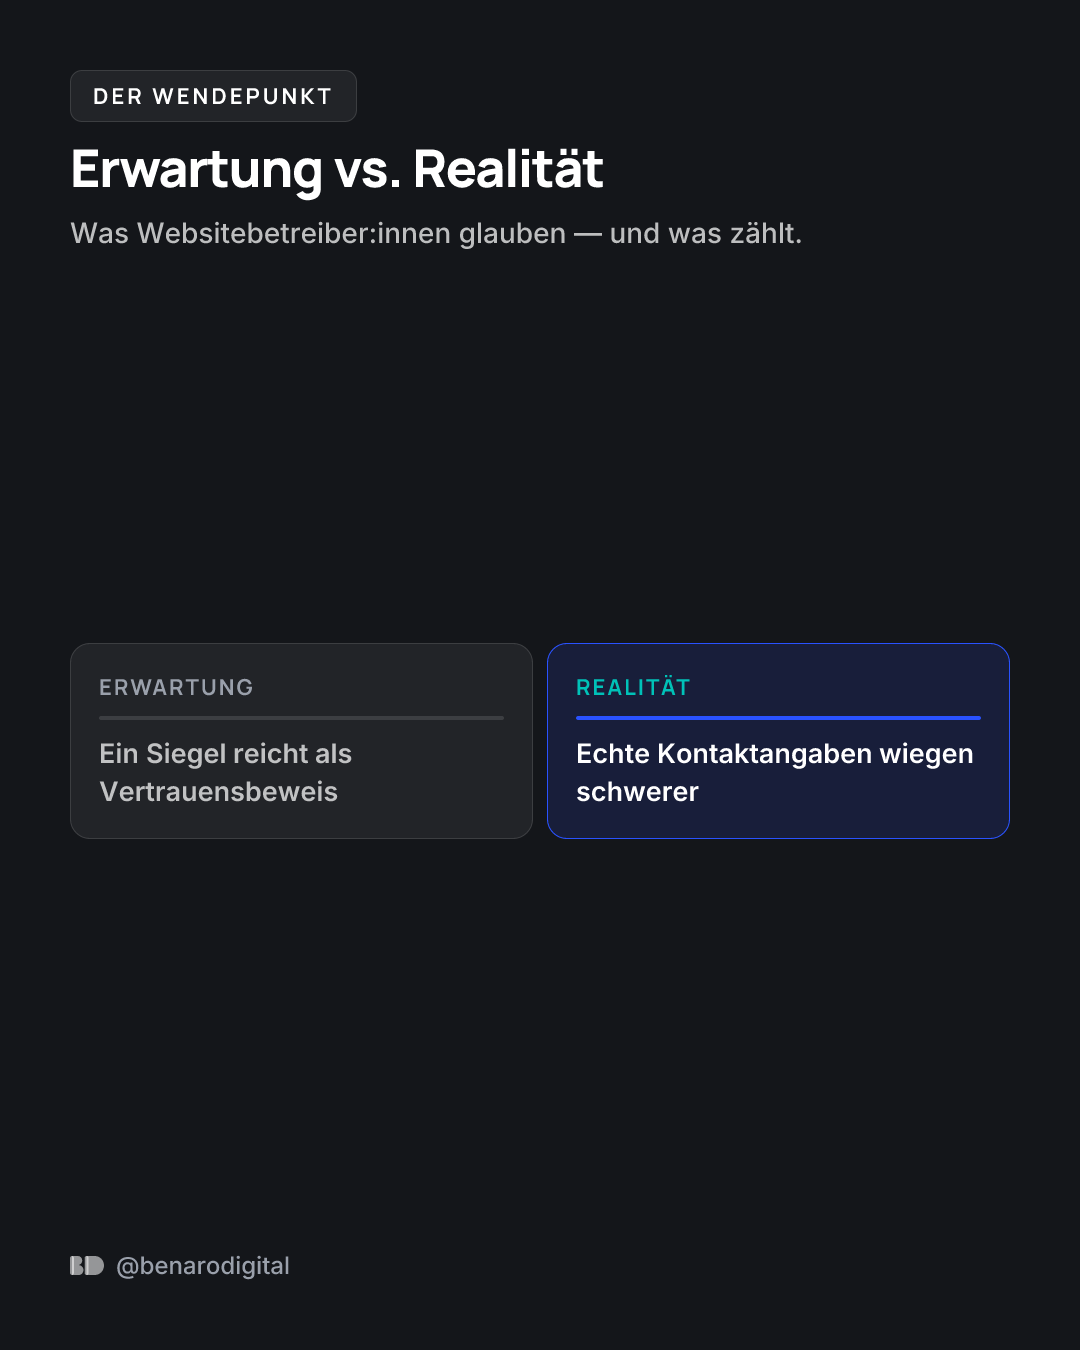 DER WENDEPUNKT
Erwartung vs. Realität
Was Websitebetreiber:innen glauben — und was zählt.
ERWARTUNG
Ein Siegel reicht als
Vertrauensbeweis
REALITÄT
Echte Kontaktangaben wiegen
schwerer
BD @benarodigital